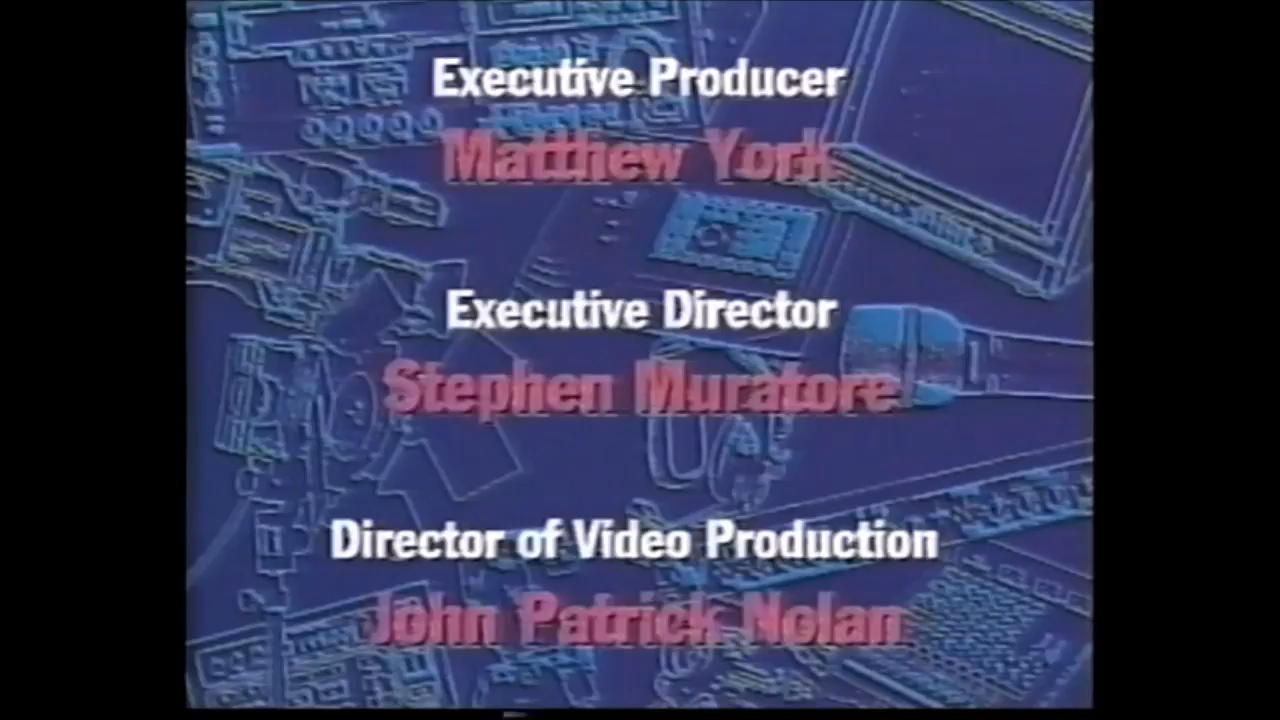 Executive Producer
Matthew York
Executive Director
Stephen Muratore
Director of Video Production
John Patrick Nolan